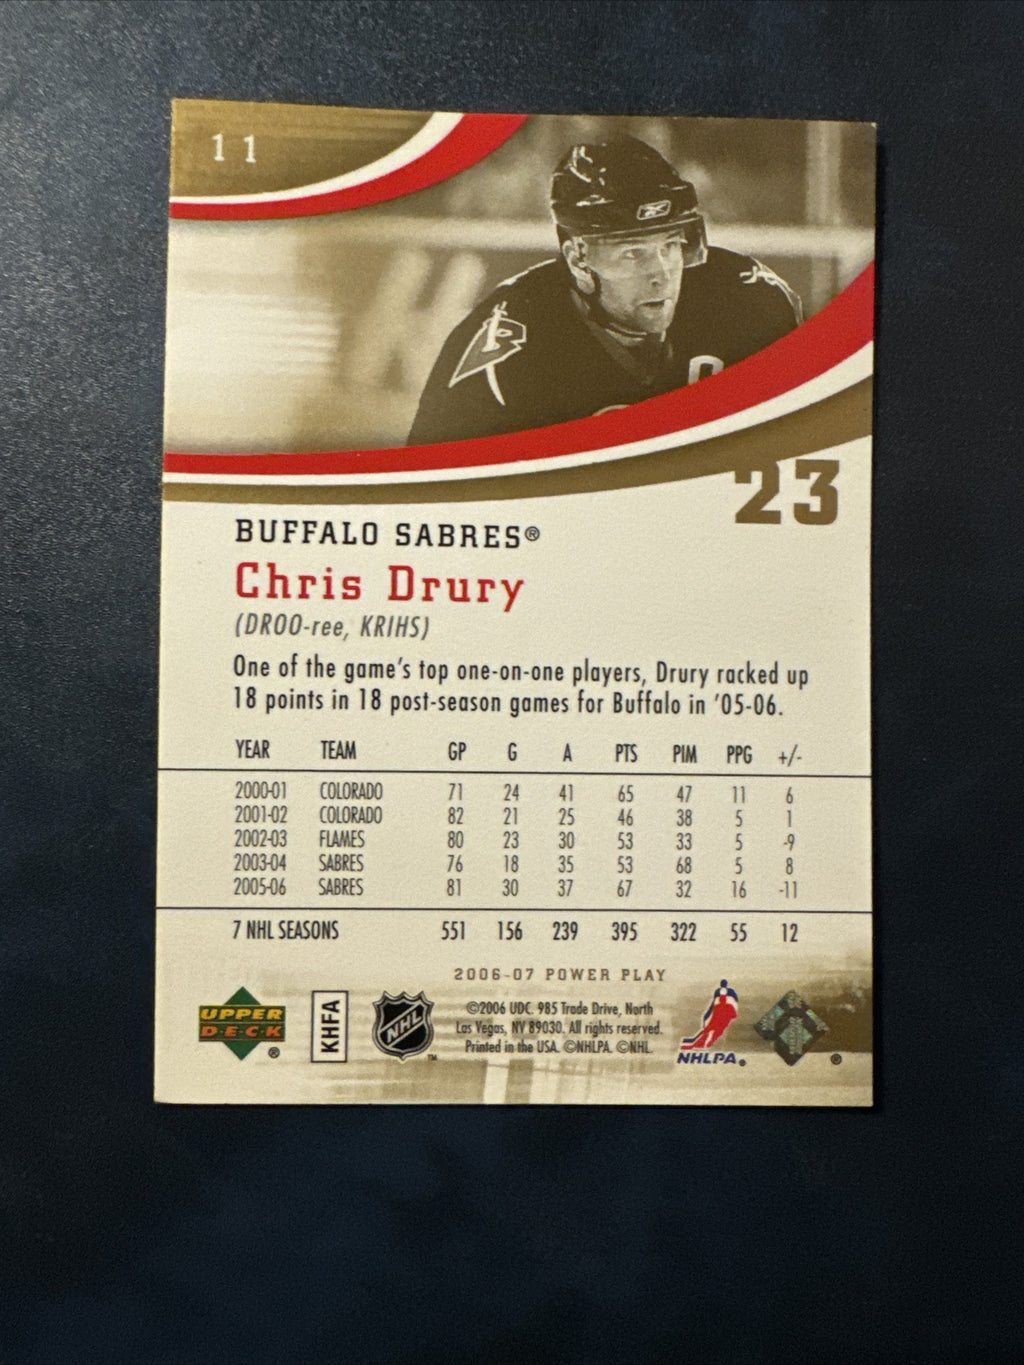 11
Reebok
C
23
BUFFALO SABRES®
Chris Drury
(DROO-ree, KRIHS)
One of the game's top one-on-one players, Drury racked up
18 points in 18 post-season games for Buffalo in '05-06.
YEAR TEAM GP G A PTS PIM PPG +/-
2000-01 COLORADO 71 24 41 65 47 11 6
2001-02 COLORADO 82 21 25 46 38 5 1
2002-03 FLAMES 80 23 30 53 33 5 -9
2003-04 SABRES 76 18 35 53 68 5 8
2005-06 SABRES 81 30 37 67 32 16 -11
7 NHL SEASONS 551 156 239 395 322 55 12
2006-07 POWER PLAY
UPPER
DECK®
KHFA
NHL™
©2006 UDC. 985 Trade Drive, North
Las Vegas, NV 89030. All rights reserved.
Printed in the USA. ©NHLPA. ©NHL.
NHLPA®
®